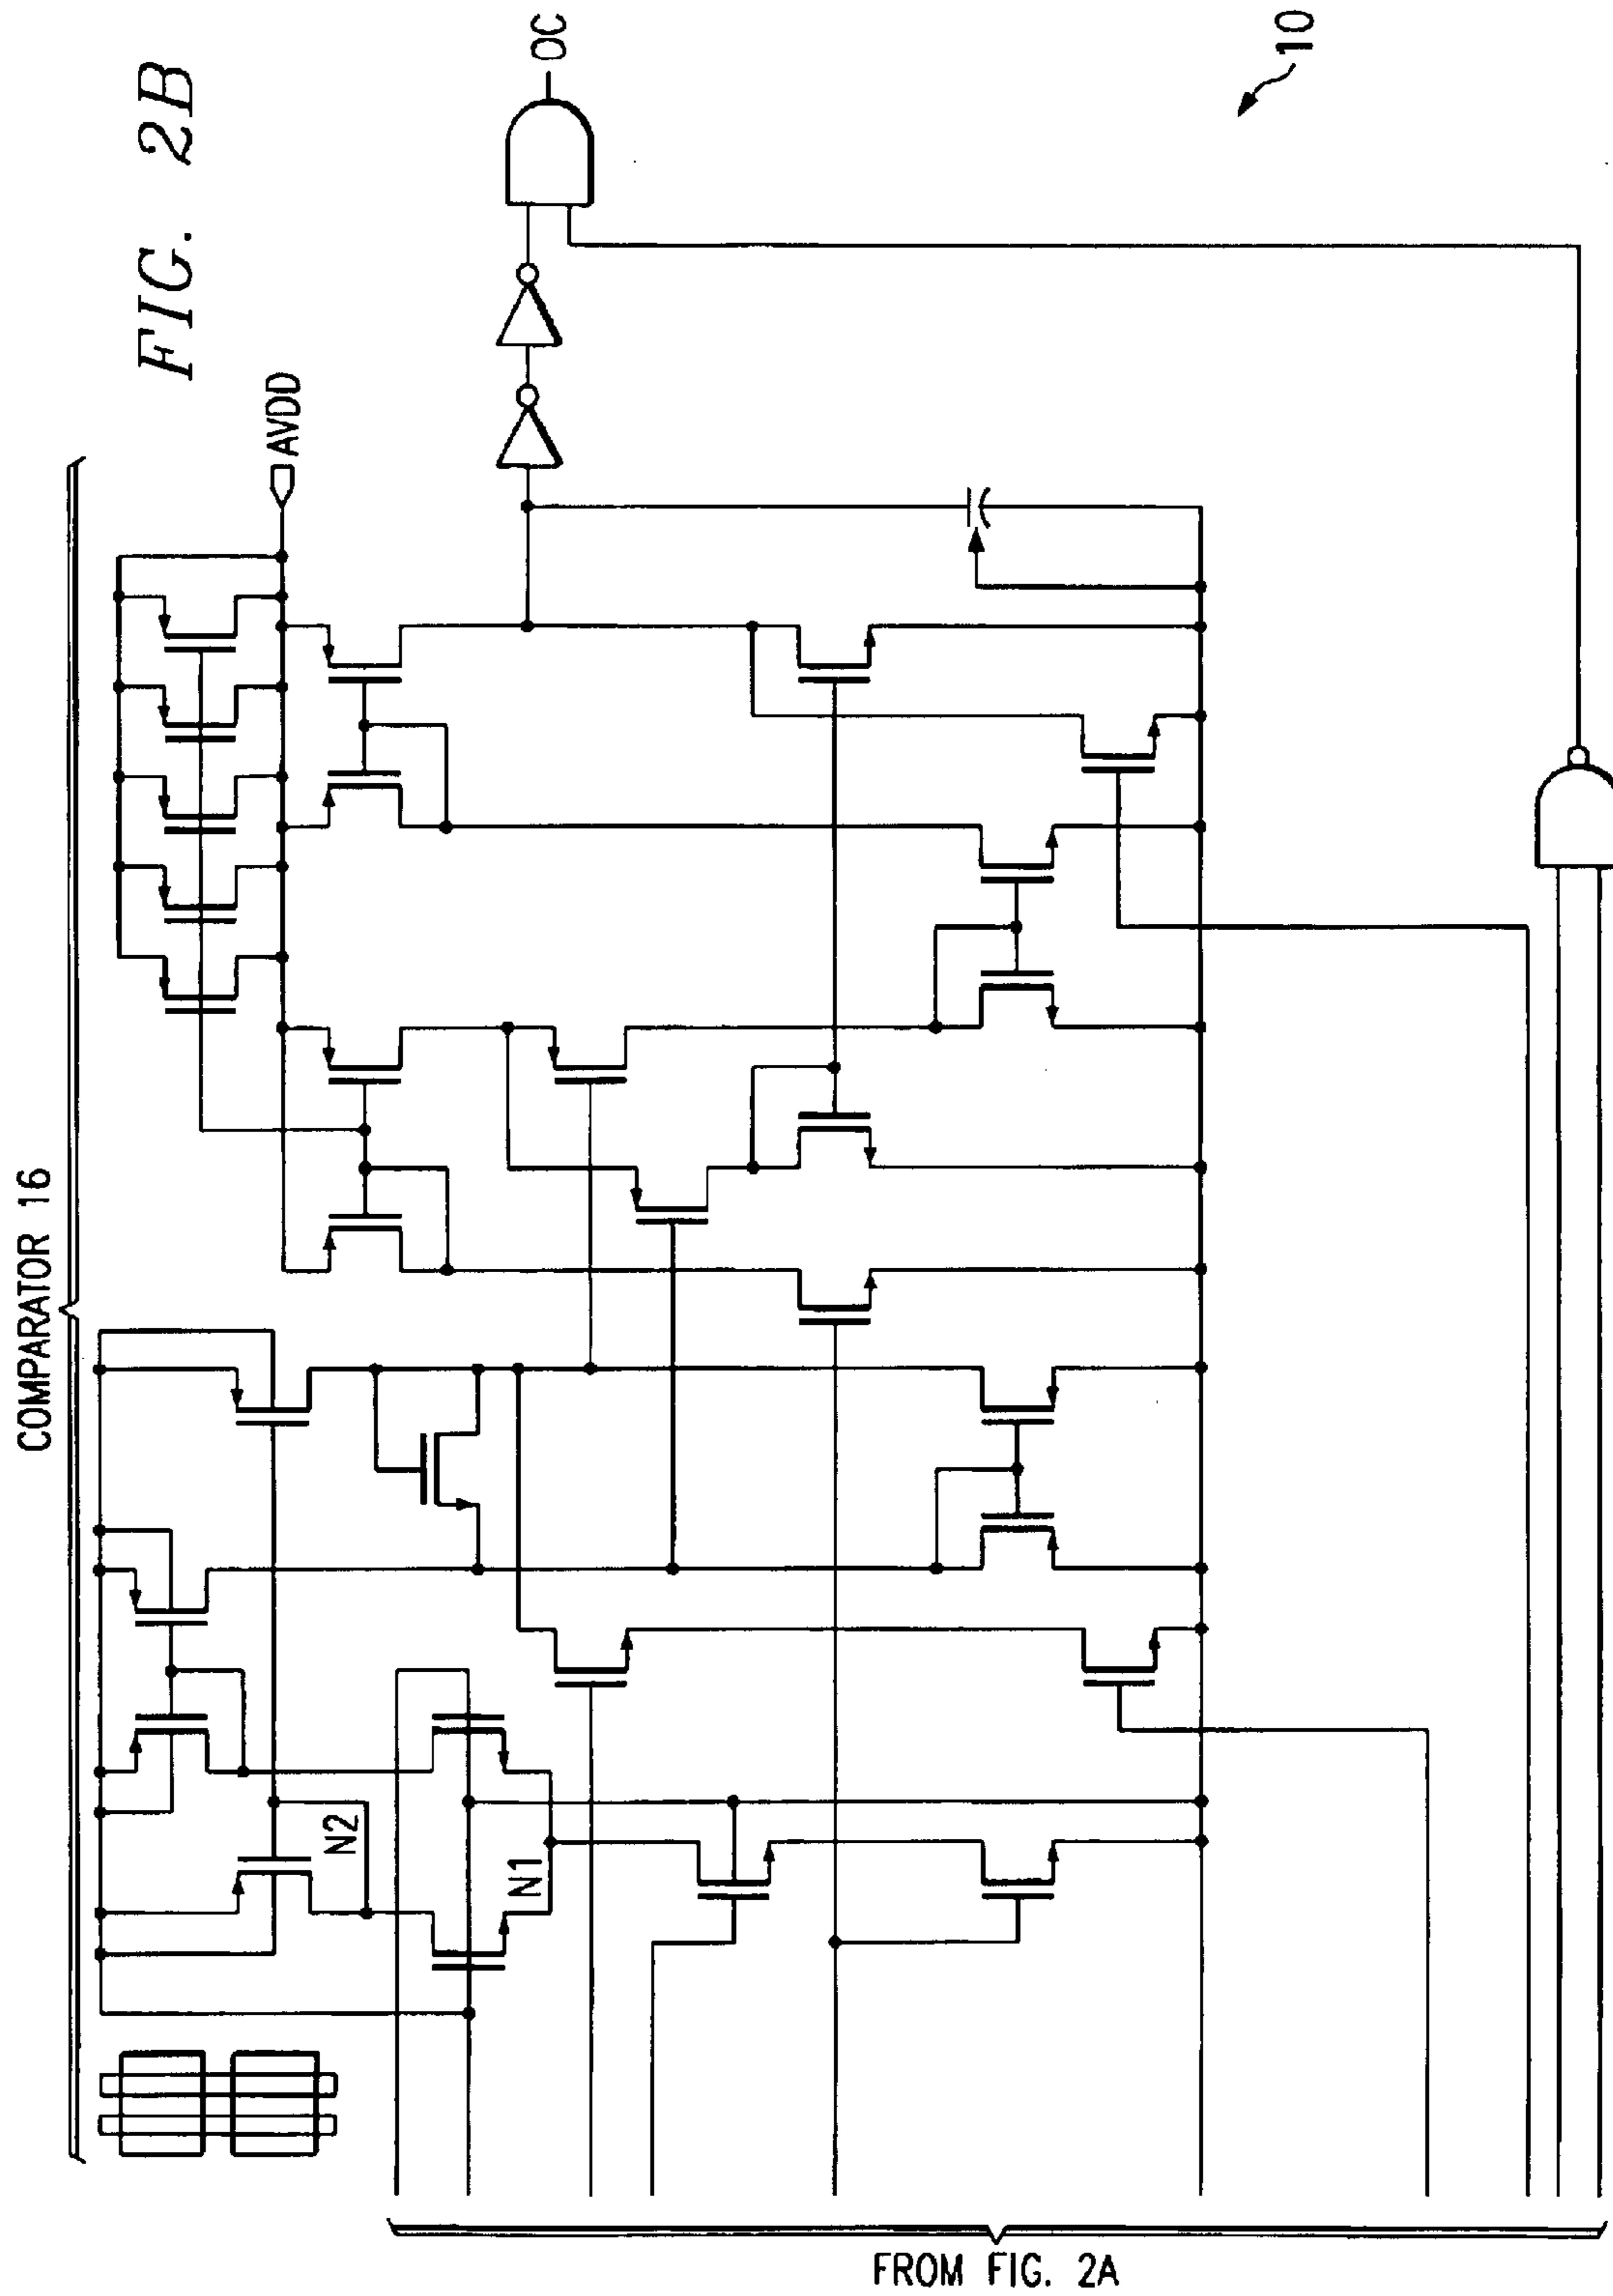 COMPARATOR 16
FIG. 2B
AVDD
OC
10
N2
N1
FROM FIG. 2A